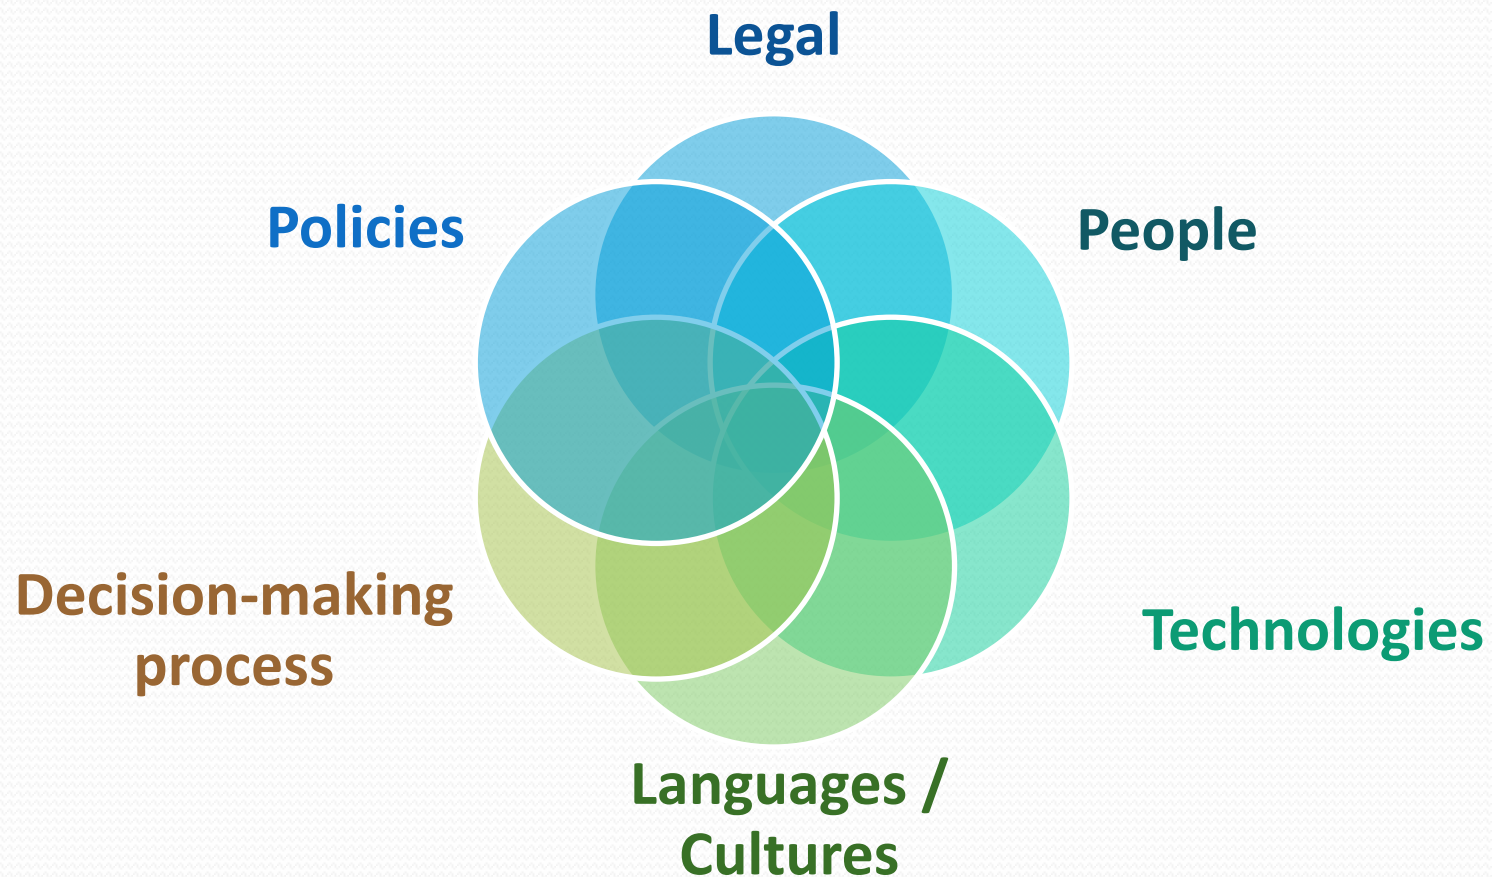 Legal
Policies
People
Decision-making
process
Technologies
Languages /
Cultures